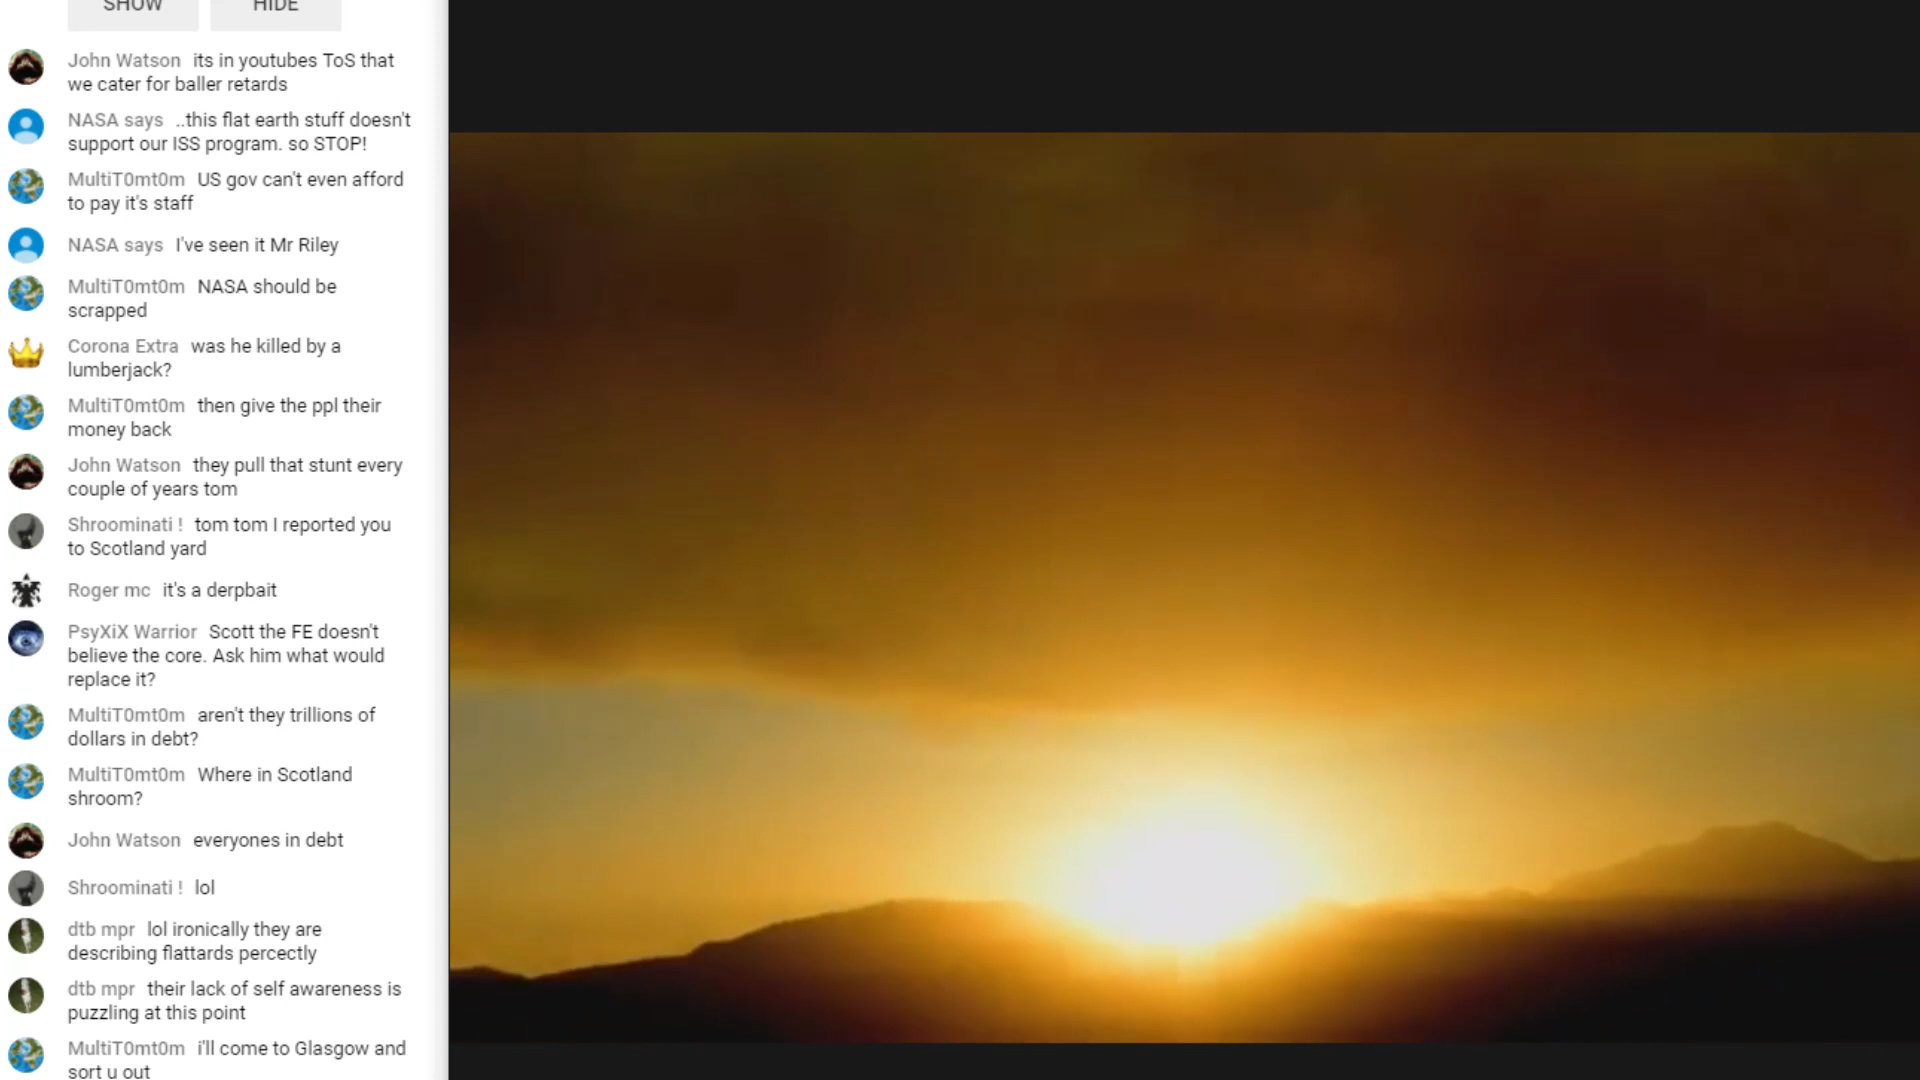 SHOW HIDE
John Watson its in youtubes ToS that
we cater for baller retards
NASA says ..this flat earth stuff doesn't
support our ISS program. so STOP!
MultiT0mt0m US gov can't even afford
to pay it's staff
NASA says I've seen it Mr Riley
MultiT0mt0m NASA should be
scrapped
Corona Extra was he killed by a
lumberjack?
MultiT0mt0m then give the ppl their
money back
John Watson they pull that stunt every
couple of years tom
Shroominati ! tom tom I reported you
to Scotland yard
Roger mc it's a derpbait
PsyXiX Warrior Scott the FE doesn't
believe the core. Ask him what would
replace it?
MultiT0mt0m aren't they trillions of
dollars in debt?
MultiT0mt0m Where in Scotland
shroom?
John Watson everyones in debt
Shroominati ! lol
dtb mpr lol ironically they are
describing flattards percectly
dtb mpr their lack of self awareness is
puzzling at this point
MultiT0mt0m i'll come to Glasgow and
sort u out